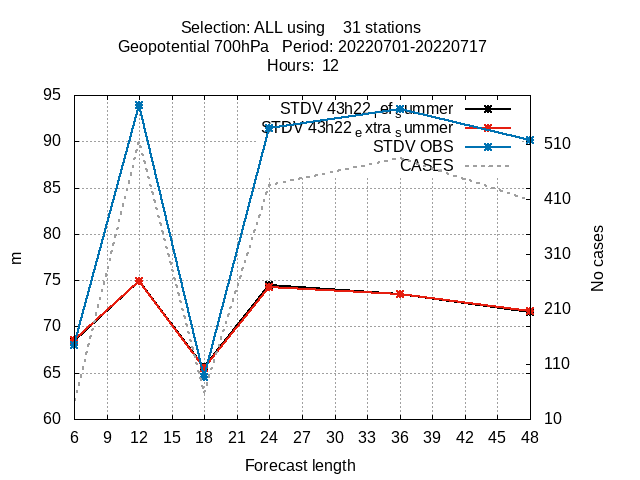 Selection: ALL using 31 stations
Geopotential 700hPa Period: 20220701-20220717
Hours: 12
STDV 43h22_ref_summer
STDV 43h22_extra_summer
STDV OBS
CASES
95
90
85
80
75
70
65
60
m
510
410
310
210
110
10
No cases
6 9 12 15 18 21 24 27 30 33 36 39 42 45 48
Forecast length